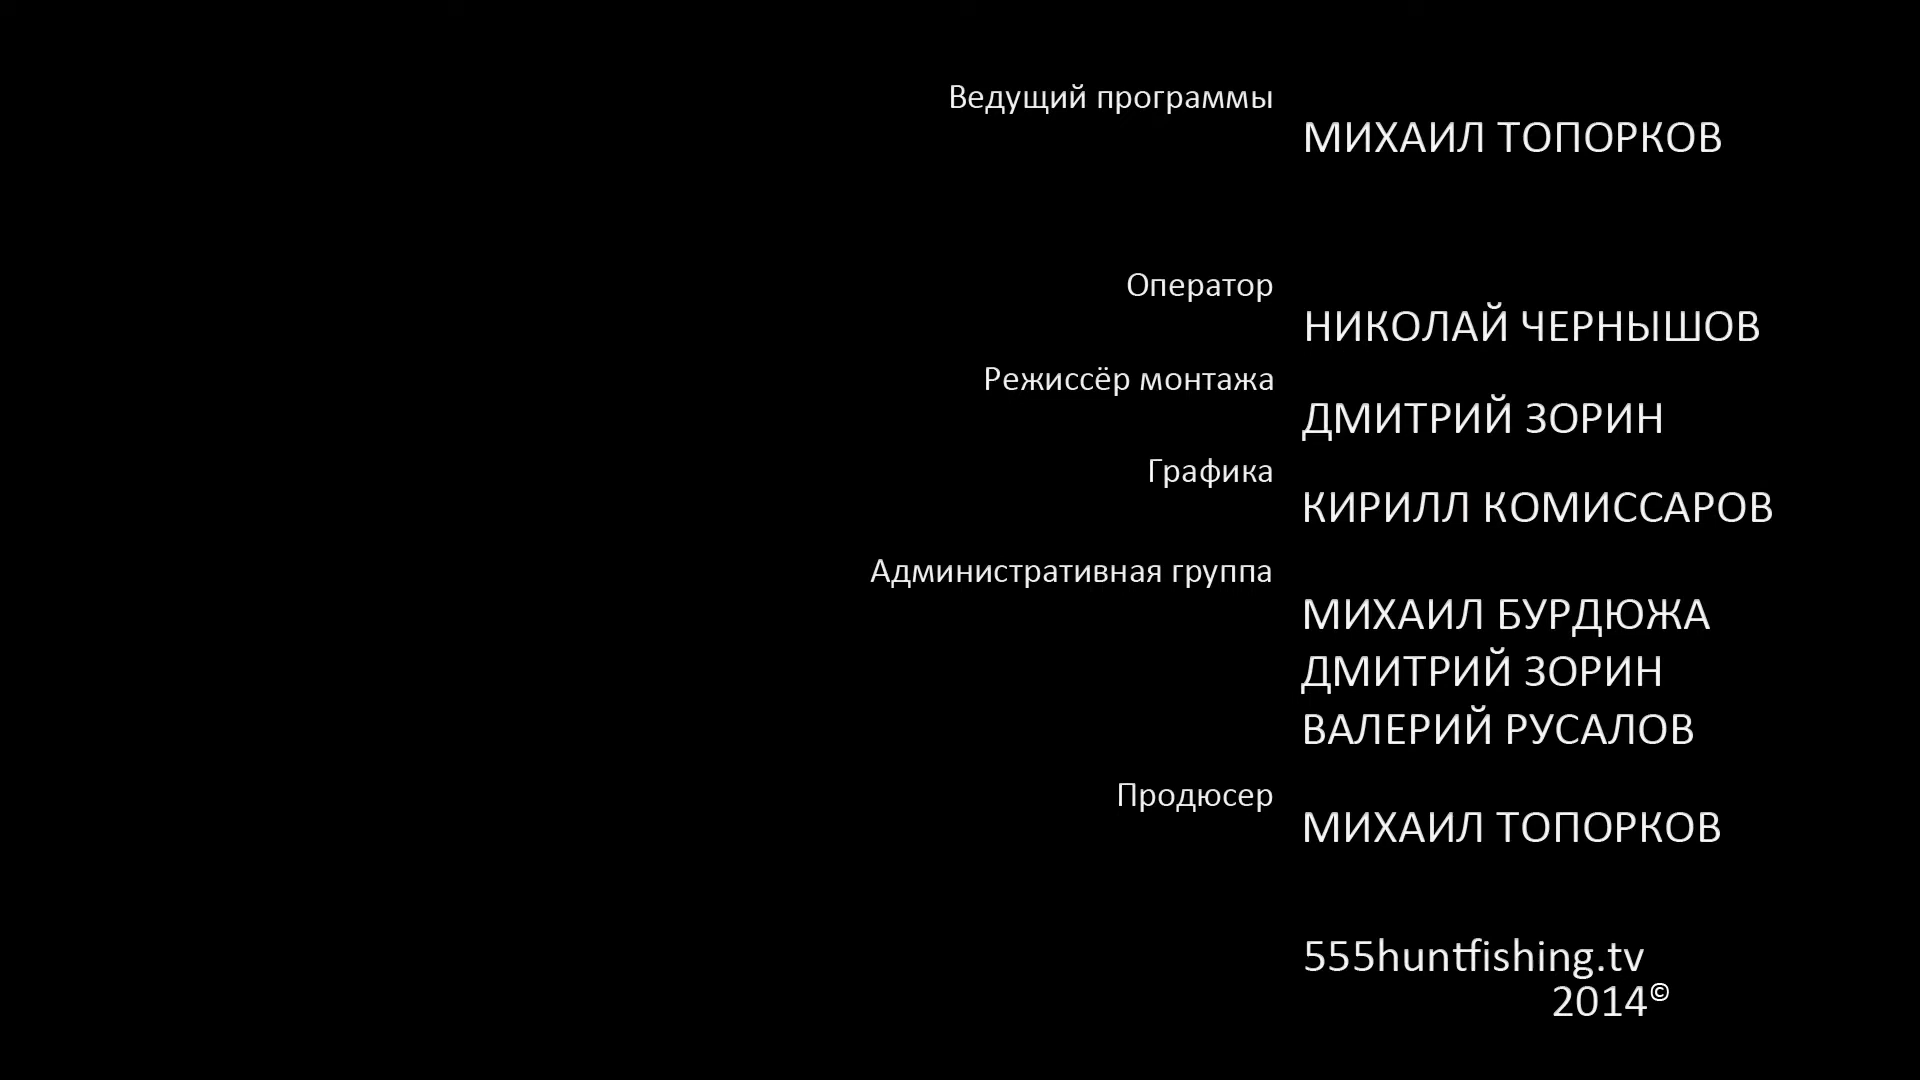 Ведущий программы
МИХАИЛ ТОПОРКОВ
Оператор
НИКОЛАЙ ЧЕРНЫШОВ
Режиссёр монтажа
ДМИТРИЙ ЗОРИН
Графика
КИРИЛЛ КОМИССАРОВ
Административная группа
МИХАИЛ БУРДЮЖА
ДМИТРИЙ ЗОРИН
ВАЛЕРИЙ РУСАЛОВ
Продюсер
МИХАИЛ ТОПОРКОВ
555huntfishing.tv
2014©